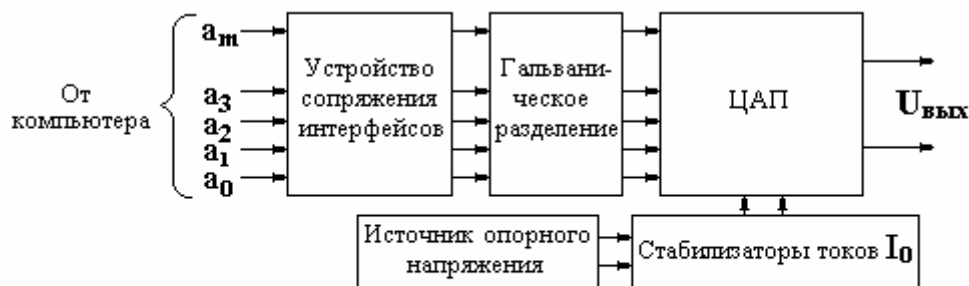 От
компьютера
a_m
a_3
a_2
a_1
a_0
Устройство
сопряжения
интерфейсов
Гальвани-
ческое
разделение
ЦАП
U_вых
Источник опорного
напряжения
Стабилизаторы токов I_0